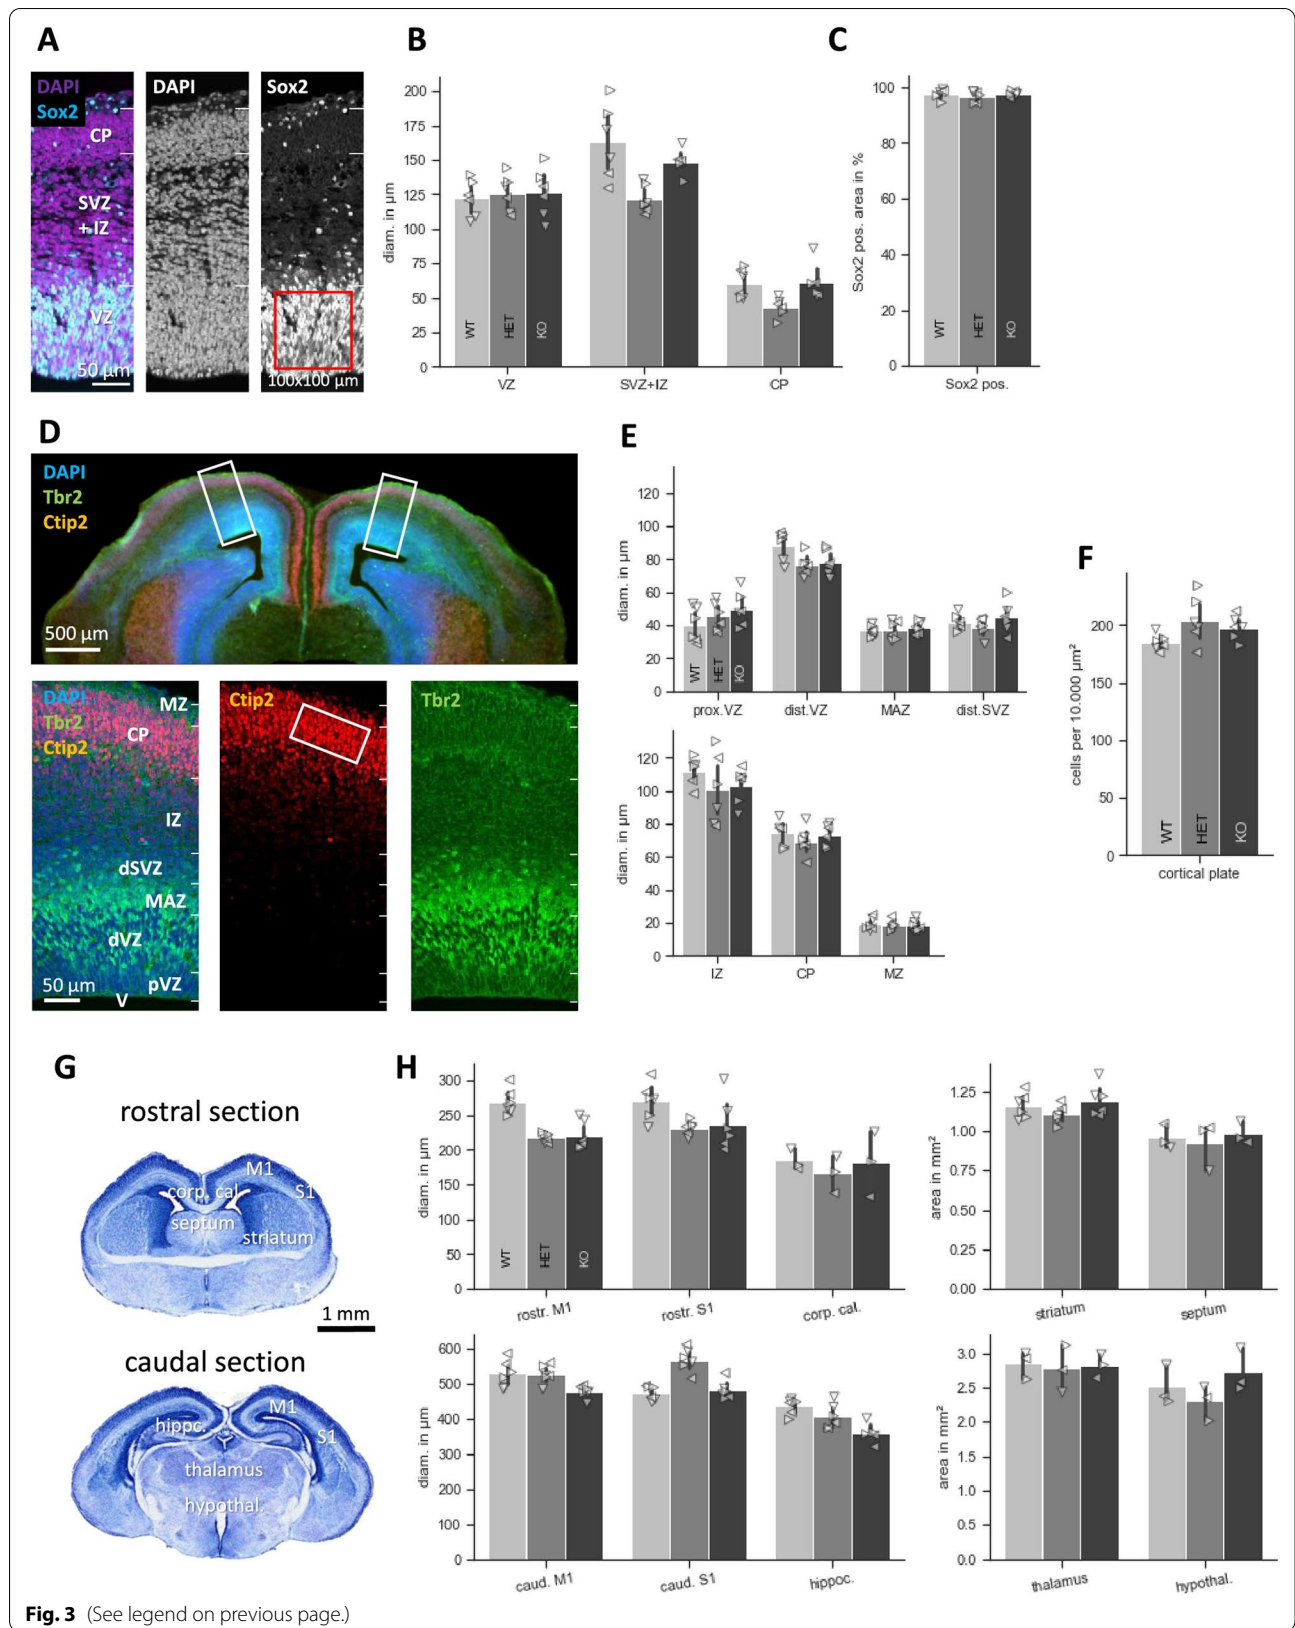 A
DAPI
Sox2
CP
SVZ
+ IZ
VZ
50 µm
DAPI
Sox2
100x100 µm
B
diam. in µm
200
175
150
125
100
75
50
25
0
WT
HET
KO
VZ
SVZ+IZ
CP
C
Sox2 pos. area in %
100
80
60
40
20
0
WT
HET
KO
Sox2 pos.
D
DAPI
Tbr2
Ctip2
500 µm
DAPI
Tbr2
Ctip2
MZ
CP
IZ
dSVZ
MAZ
dVZ
pVZ
V
50 µm
Ctip2
Tbr2
E
diam. in µm
120
100
80
60
40
20
0
WT
HET
KO
prox.VZ
dist.VZ
MAZ
dist.SVZ
diam. in µm
120
100
80
60
40
20
0
IZ
CP
MZ
F
cells per 10.000 µm²
200
150
100
50
0
WT
HET
KO
cortical plate
G
rostral section
M1
S1
corp. cal.
septum
striatum
1 mm
caudal section
M1
S1
hippc.
thalamus
hypothal.
H
diam. in µm
300
250
200
150
100
50
0
WT
HET
KO
rostr. M1
rostr. S1
corp. cal.
area in mm²
1.25
1.00
0.75
0.50
0.25
0.00
striatum
septum
diam. in µm
600
500
400
300
200
100
0
caud. M1
caud. S1
hippoc.
area in mm²
3.0
2.5
2.0
1.5
1.0
0.5
0.0
thalamus
hypothal.
Fig. 3 (See legend on previous page.)